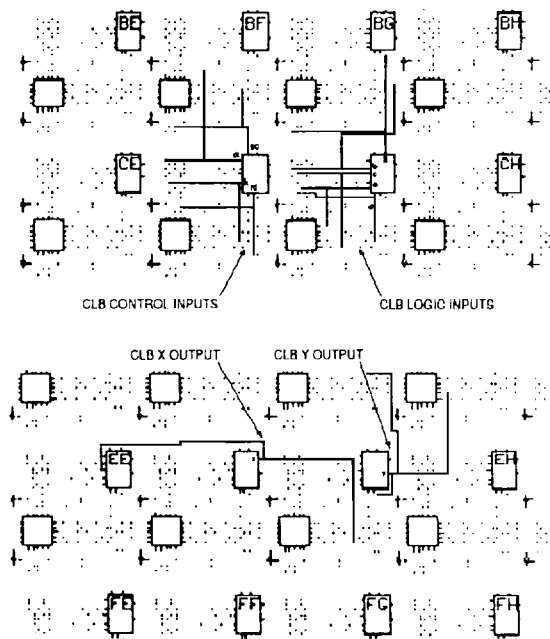 BE BF BG BH
CE CH
CLB CONTROL INPUTS CLB LOGIC INPUTS
CLB X OUTPUT CLB Y OUTPUT
EE EH
FE FF FG FH